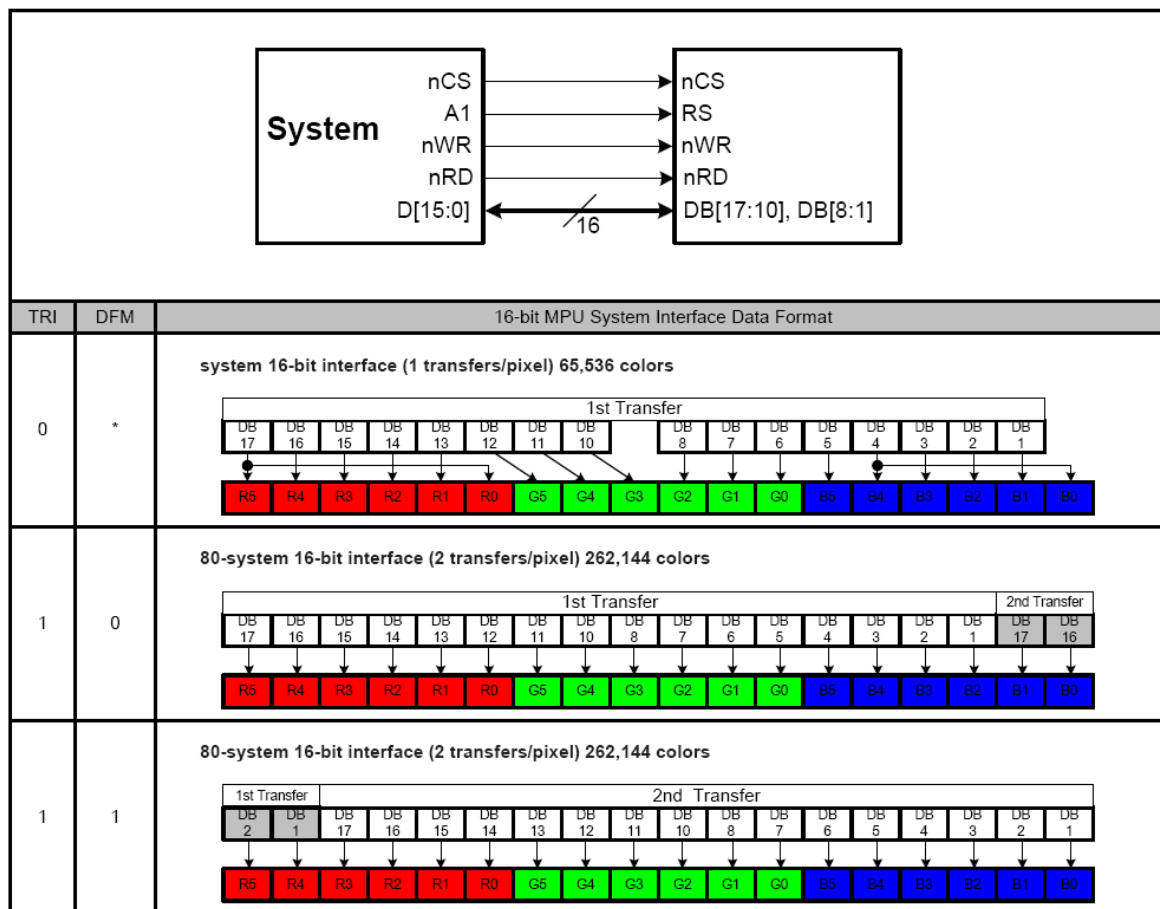 nCS nCS
A1 RS
System
nWR nWR
nRD nRD
D[15:0] DB[17:10], DB[8:1]
16
TRI DFM 16-bit MPU System Interface Data Format
system 16-bit interface (1 transfers/pixel) 65,536 colors
1st Transfer
0 *
DB DB DB DB DB DB DB DB DB DB DB DB DB DB DB DB
17 16 15 14 13 12 11 10 8 7 6 5 4 3 2 1
R5 R4 R3 R2 R1 R0 G5 G4 G3 G2 G1 G0 B5 B4 B3 B2 B1 B0
80-system 16-bit interface (2 transfers/pixel) 262,144 colors
1st Transfer 2nd Transfer
1 0
DB DB DB DB DB DB DB DB DB DB DB DB DB DB DB DB DB DB
17 16 15 14 13 12 11 10 8 7 6 5 4 3 2 1 17 16
R5 R4 R3 R2 R1 R0 G5 G4 G3 G2 G1 G0 B5 B4 B3 B2 B1 B0
80-system 16-bit interface (2 transfers/pixel) 262,144 colors
1st Transfer 2nd Transfer
1 1
DB DB DB DB DB DB DB DB DB DB DB DB DB DB DB DB DB DB
2 1 17 16 15 14 13 12 11 10 8 7 6 5 4 3 2 1
R5 R4 R3 R2 R1 R0 G5 G4 G3 G2 G1 G0 B5 B4 B3 B2 B1 B0